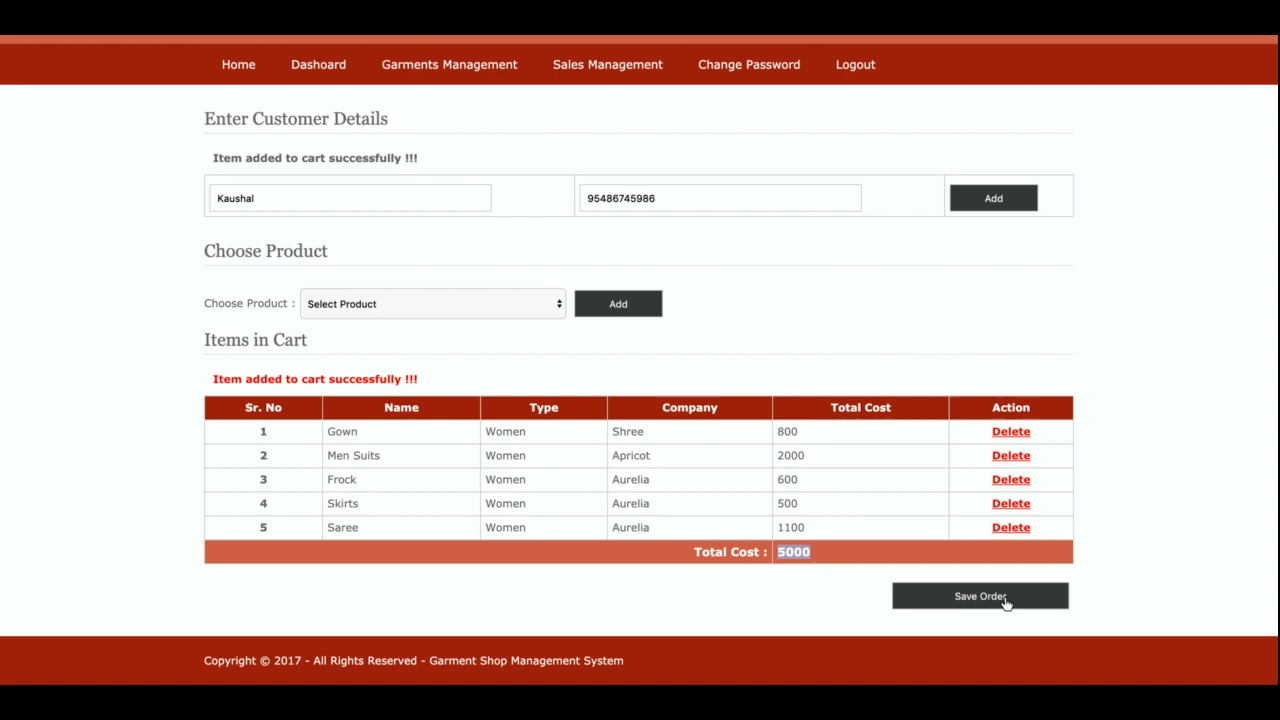 Home Dashoard Garments Management Sales Management Change Password Logout
Enter Customer Details
Item added to cart successfully !!!
Kaushal 95486745986 Add
Choose Product
Choose Product : Select Product Add
Items in Cart
Item added to cart successfully !!!
Sr. No Name Type Company Total Cost Action
1 Gown Women Shree 800 Delete
2 Men Suits Women Apricot 2000 Delete
3 Frock Women Aurelia 600 Delete
4 Skirts Women Aurelia 500 Delete
5 Saree Women Aurelia 1100 Delete
Total Cost : 5000
Save Order
Copyright © 2017 - All Rights Reserved - Garment Shop Management System